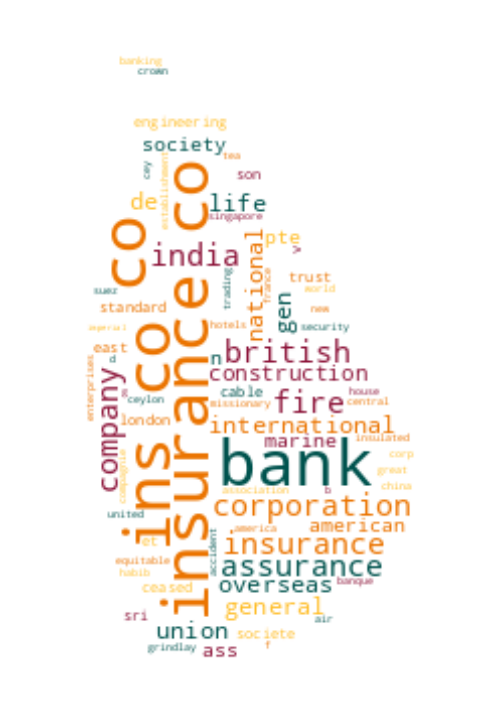 banking
crown
engineering
society
tea
cey
establishment
son
de
life
singapore
insurance co
co
ins co
india
national
pte
v
gen
trading
france
trust
world
suez
standard
new
imperial
hotels
security
east
d
n
british
construction
enterprises
company
ceylon
cable
house
missionary
fire
central
london
international
marine
insulated
bank
corp
great
compagnie
association
b
china
corporation
united
america
american
et
insurance
accident
equitable
assurance
habib
ceased
overseas
banque
general
sri
air
union
societe
grindlay
ass
f